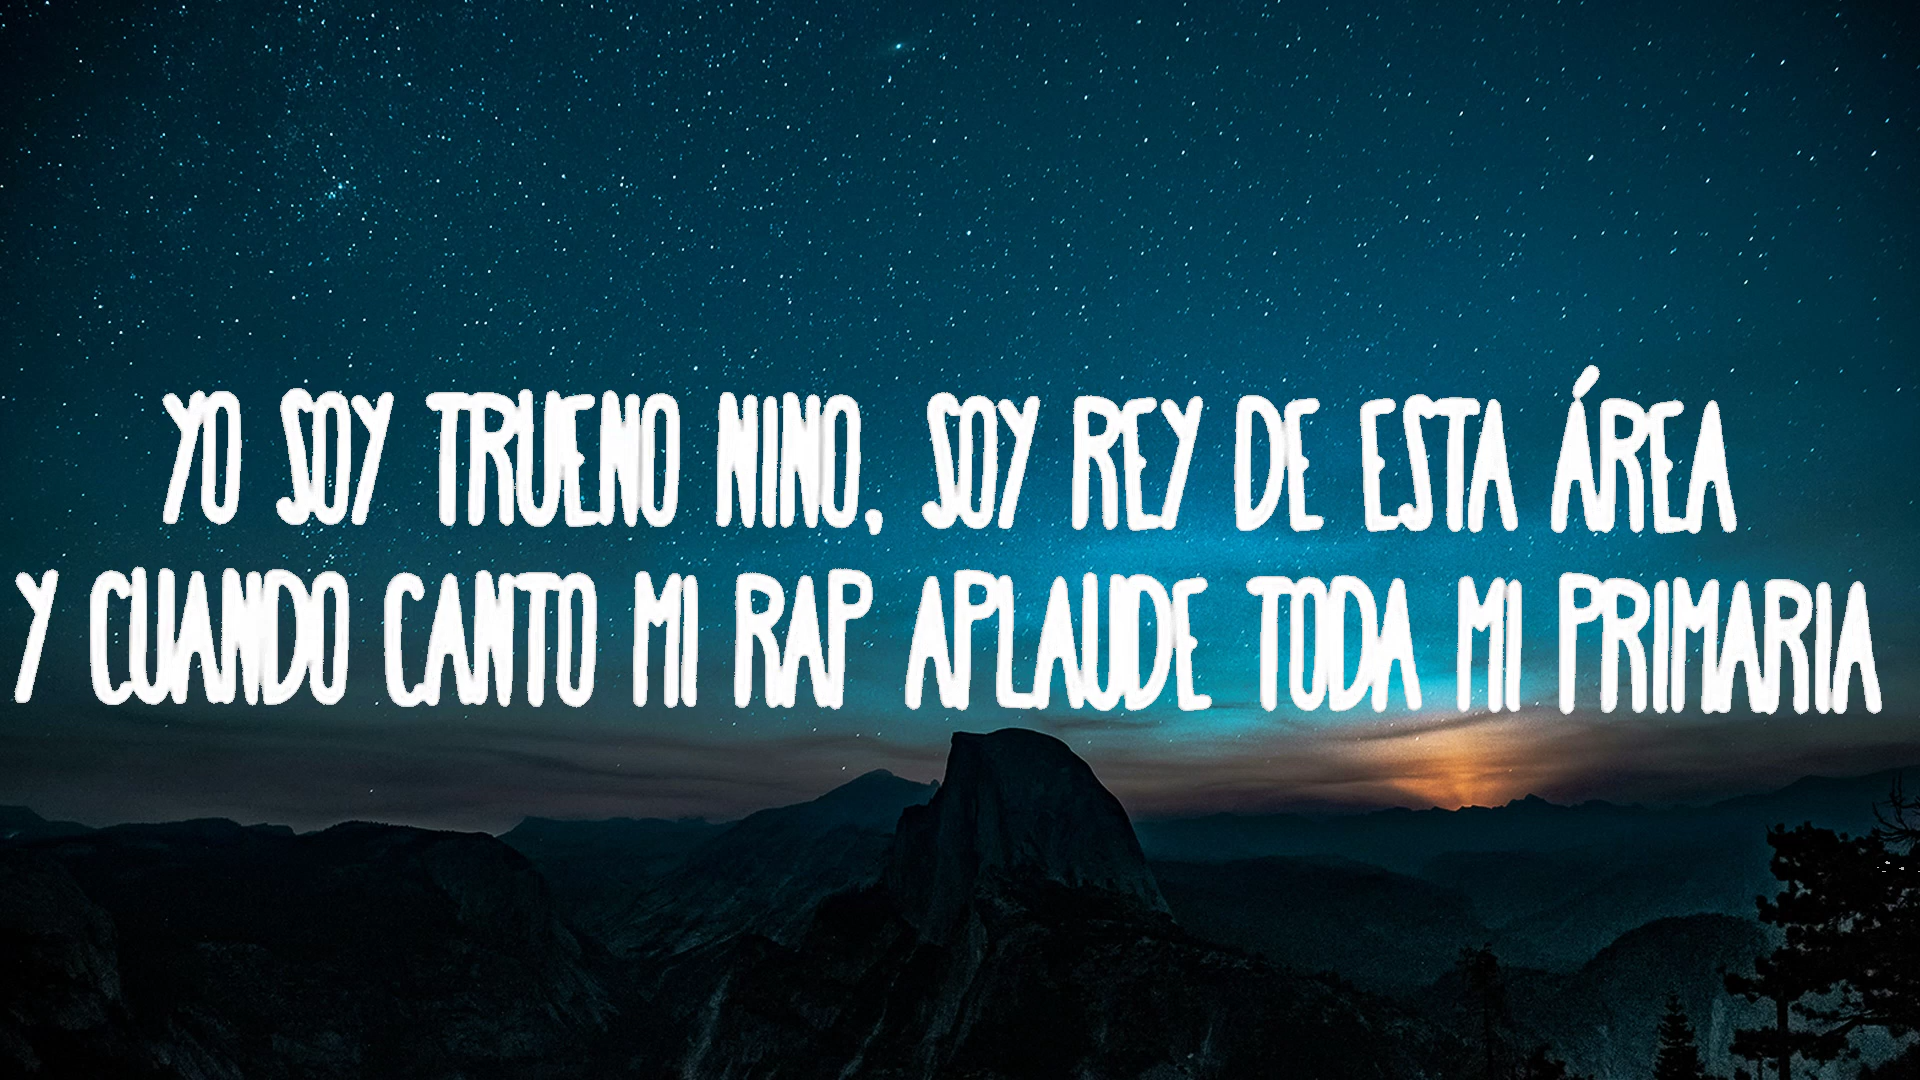 YO SOY TRUENO NINO, SOY REY DE ESTA ÁREA
Y CUANDO CANTO MI RAP APLAUDE TODA MI PRIMARIA